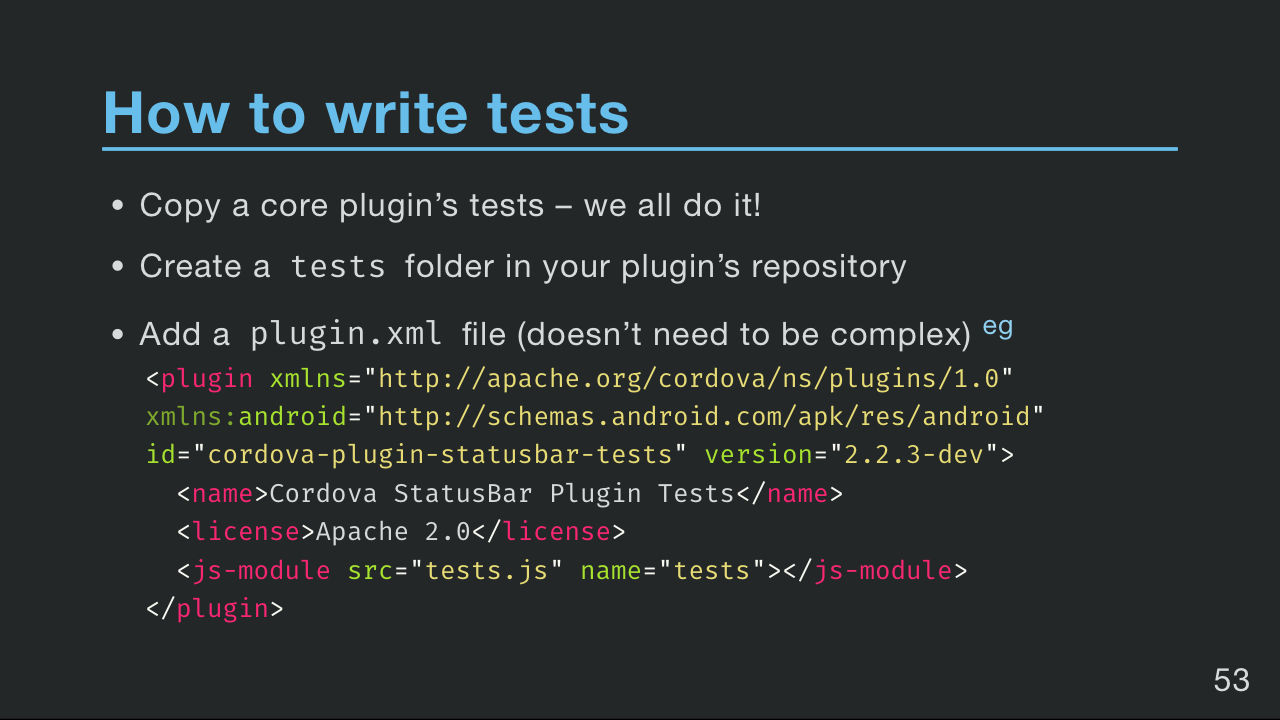 How to write tests
• Copy a core plugin’s tests – we all do it!
• Create a tests folder in your plugin’s repository
• Add a plugin.xml file (doesn’t need to be complex) eg
<plugin xmlns="http://apache.org/cordova/ns/plugins/1.0"
xmlns:android="http://schemas.android.com/apk/res/android"
id="cordova-plugin-statusbar-tests" version="2.2.3-dev">
  <name>Cordova StatusBar Plugin Tests</name>
  <license>Apache 2.0</license>
  <js-module src="tests.js" name="tests"></js-module>
</plugin>
53